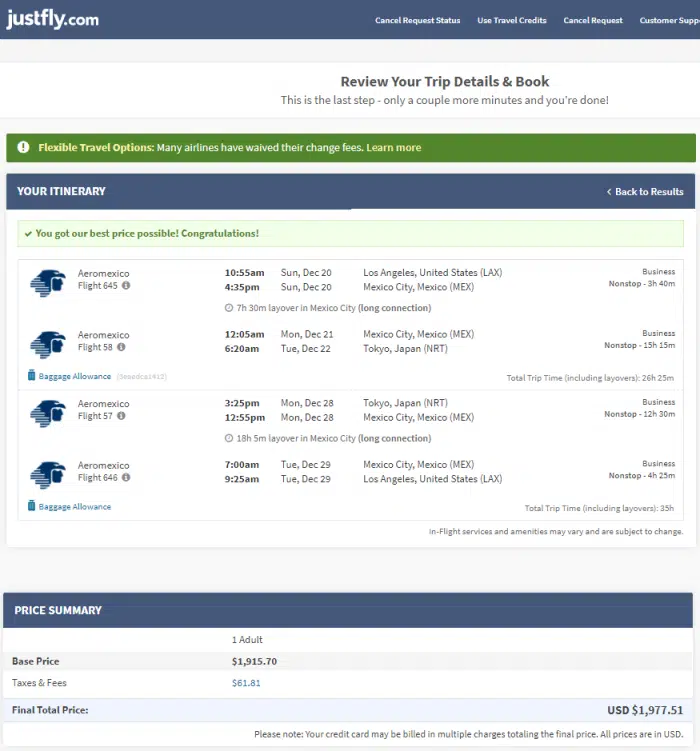 justfly.com
Cancel Request Status Use Travel Credits Cancel Request Customer Supp
Review Your Trip Details & Book
This is the last step - only a couple more minutes and you're done!
Flexible Travel Options: Many airlines have waived their change fees. Learn more
YOUR ITINERARY
Back to Results
You got our best price possible! Congratulations!
Aeromexico 10:55am Sun, Dec 20 Los Angeles, United States (LAX) Business
Flight 645 4:35pm Sun, Dec 20 Mexico City, Mexico (MEX) Nonstop - 3h 40m
7h 30m layover in Mexico City (long connection)
Aeromexico 12:05am Mon, Dec 21 Mexico City, Mexico (MEX) Business
Flight 58 6:20am Tue, Dec 22 Tokyo, Japan (NRT) Nonstop - 15h 15m
Baggage Allowance
Total Trip Time (including layovers): 26h 25m
Aeromexico 3:25pm Mon, Dec 28 Tokyo, Japan (NRT) Business
Flight 57 12:55pm Mon, Dec 28 Mexico City, Mexico (MEX) Nonstop - 12h 30m
18h 5m layover in Mexico City (long connection)
Aeromexico 7:00am Tue, Dec 29 Mexico City, Mexico (MEX) Business
Flight 646 9:25am Tue, Dec 29 Los Angeles, United States (LAX) Nonstop - 4h 25m
Baggage Allowance
Total Trip Time (including layovers): 35h
In-Flight services and amenities may vary and are subject to change.
PRICE SUMMARY
1 Adult
Base Price $1,915.70
Taxes & Fees $61.81
Final Total Price: USD $1,977.51
Please note: Your credit card may be billed in multiple charges totaling the final price. All prices are in USD.